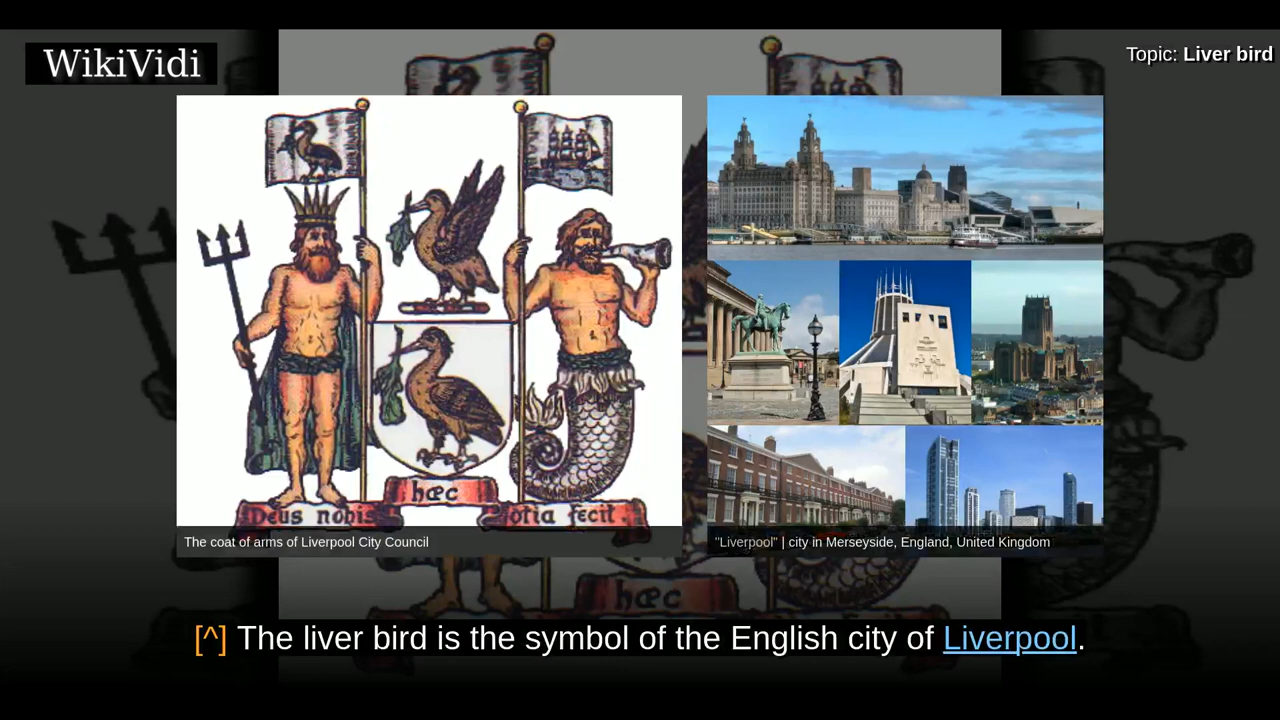 WikiVidi
Topic: Liver bird
hæc
Deus nobis
otia fecit
The coat of arms of Liverpool City Council
"Liverpool" | city in Merseyside, England, United Kingdom
hæc
[^] The liver bird is the symbol of the English city of Liverpool.